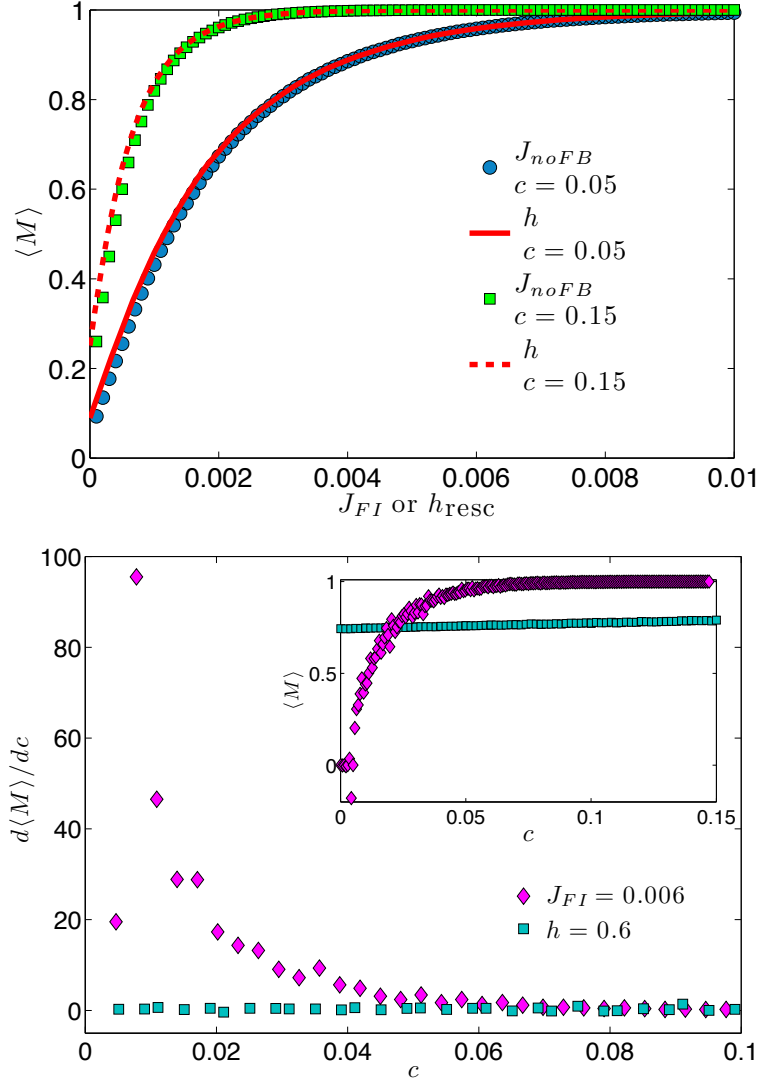 1
0.8
0.6
0.4
0.2
0
⟨M⟩
J_{noFB}
c = 0.05
h
c = 0.05
J_{noFB}
c = 0.15
h
c = 0.15
0 0.002 0.004 0.006 0.008 0.01
J_{FI} or h_{resc}
100
80
60
40
20
0
d⟨M⟩/dc
1
0.5
0
⟨M⟩
0 0.05 0.1 0.15
c
J_{FI} = 0.006
h = 0.6
0 0.02 0.04 0.06 0.08 0.1
c